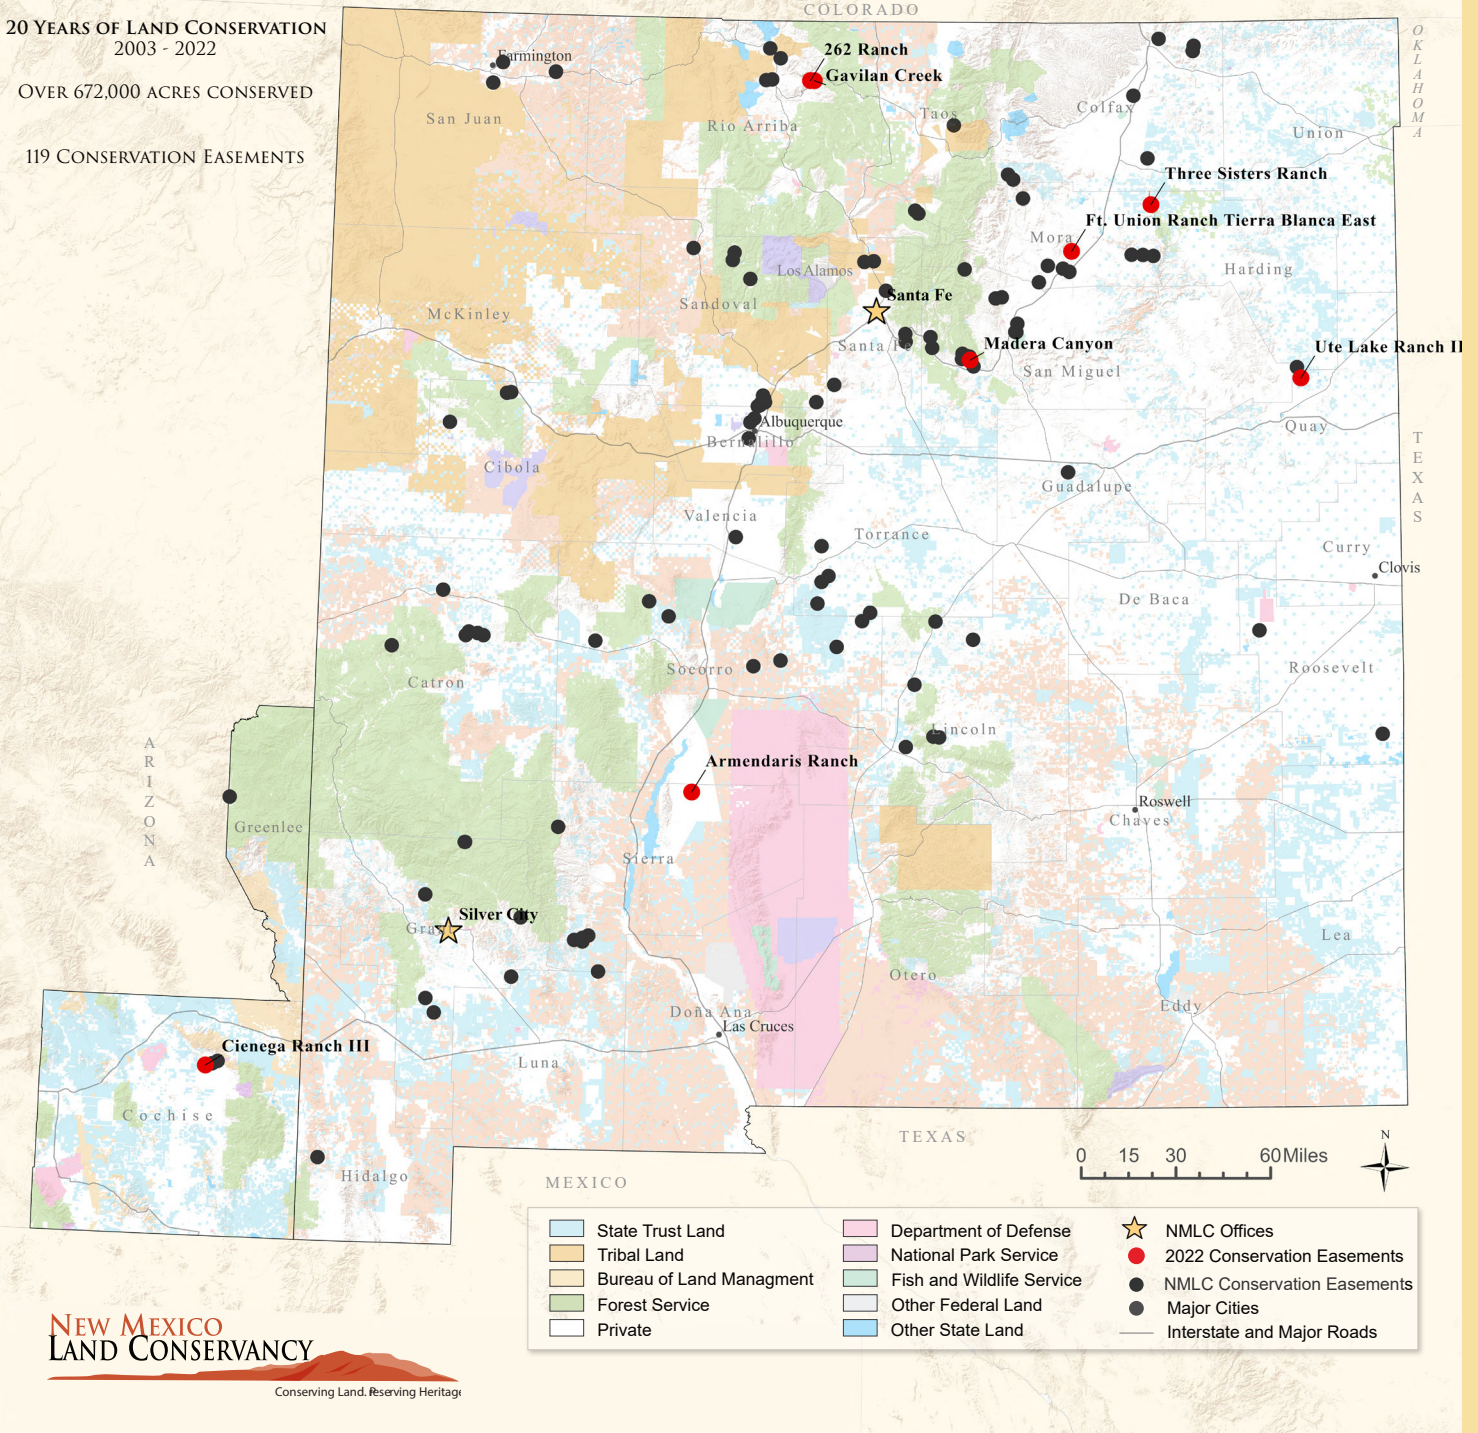 20 Years of Land Conservation
2003 - 2022
Over 672,000 acres conserved
119 Conservation Easements
COLORADO
OKLAHOMA
262 Ranch
Gavilan Creek
Farmington
San Juan
Rio Arriba
Taos
Colfax
Union
Three Sisters Ranch
Ft. Union Ranch Tierra Blanca East
Mora
Harding
Los Alamos
Sandoval
McKinley
Santa Fe
Santa Fe
Madera Canyon
San Miguel
Ute Lake Ranch II
Albuquerque
Bernalillo
Quay
TEXAS
Cibola
Guadalupe
Valencia
Torrance
Curry
Clovis
De Baca
Socorro
Roosevelt
Catron
Lincoln
ARIZONA
Armendaris Ranch
Roswell
Chaves
Greenlee
Sierra
Silver City
Grant
Lea
Otero
Eddy
Doña Ana
Las Cruces
Cienega Ranch III
Luna
Cochise
Hidalgo
TEXAS
MEXICO
0 15 30 60 Miles
N
State Trust Land
Tribal Land
Bureau of Land Managment
Forest Service
Private
Department of Defense
National Park Service
Fish and Wildlife Service
Other Federal Land
Other State Land
NMLC Offices
2022 Conservation Easements
NMLC Conservation Easements
Major Cities
Interstate and Major Roads
New Mexico
Land Conservancy
Conserving Land. Reserving Heritage